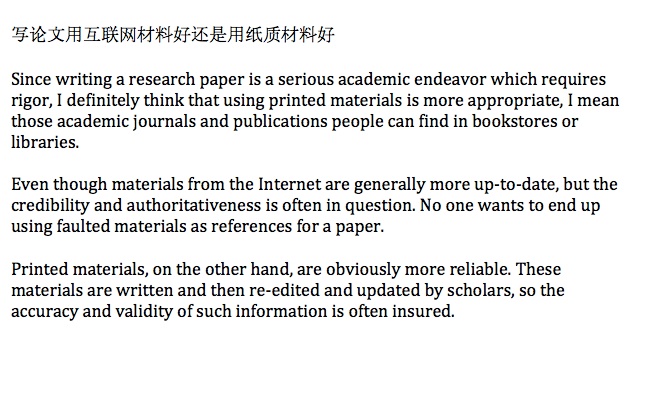 写论文用互联网材料好还是用纸质材料好
Since writing a research paper is a serious academic endeavor which requires
rigor, I definitely think that using printed materials is more appropriate, I mean
those academic journals and publications people can find in bookstores or
libraries.
Even though materials from the Internet are generally more up-to-date, but the
credibility and authoritativeness is often in question. No one wants to end up
using faulted materials as references for a paper.
Printed materials, on the other hand, are obviously more reliable. These
materials are written and then re-edited and updated by scholars, so the
accuracy and validity of such information is often insured.